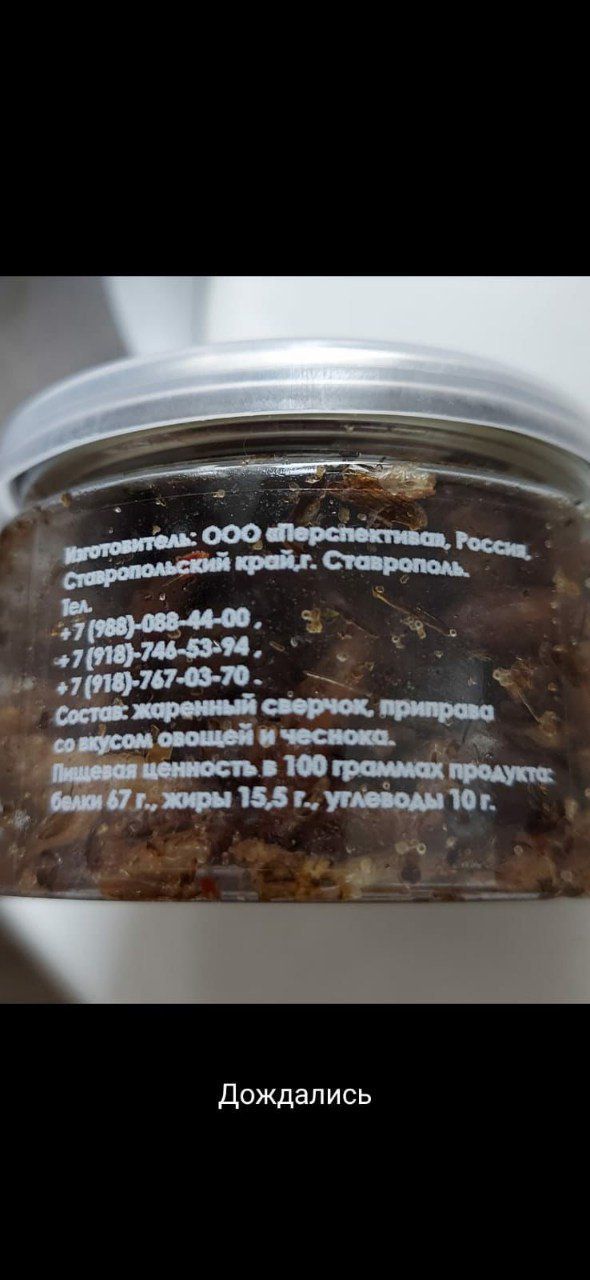 Изготовитель: ООО «Перспектива», Россия,
Ставропольский край,г. Ставрополь.
Тел.
+7 (988)-088-44-00 .
+7 (918)-746-53-94 .
+7 (918)-767-03-70 .
Состав: жаренный сверчок, приправа
со вкусом овощей и чеснока.
Пищевая ценность в 100 граммах продукта:
белки 67 г., жиры 15,5 г., углеводы 10 г.
Дождались